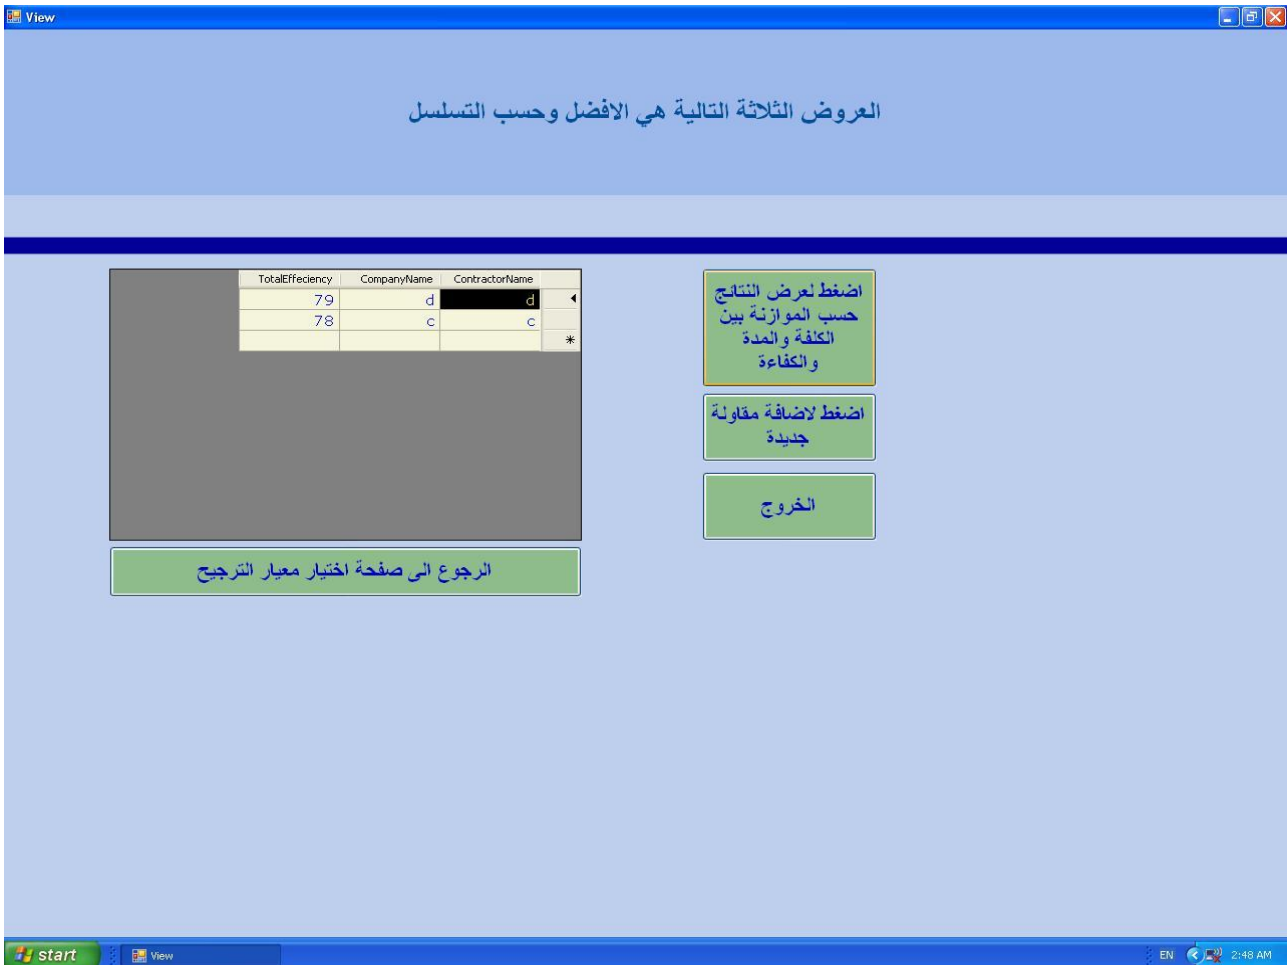 View
العروض الثلاثة التالية هي الافضل وحسب التسلسل
TotalEffeciency CompanyName ContractorName
79 d d
78 c c
*
اضغط لعرض النتائج
حسب الموازنة بين
الكلفة والمدة
والكفاءة
اضغط لاضافة مقاولة
جديدة
الخروج
الرجوع الى صفحة اختيار معيار الترجيح
start View EN 2:48 AM